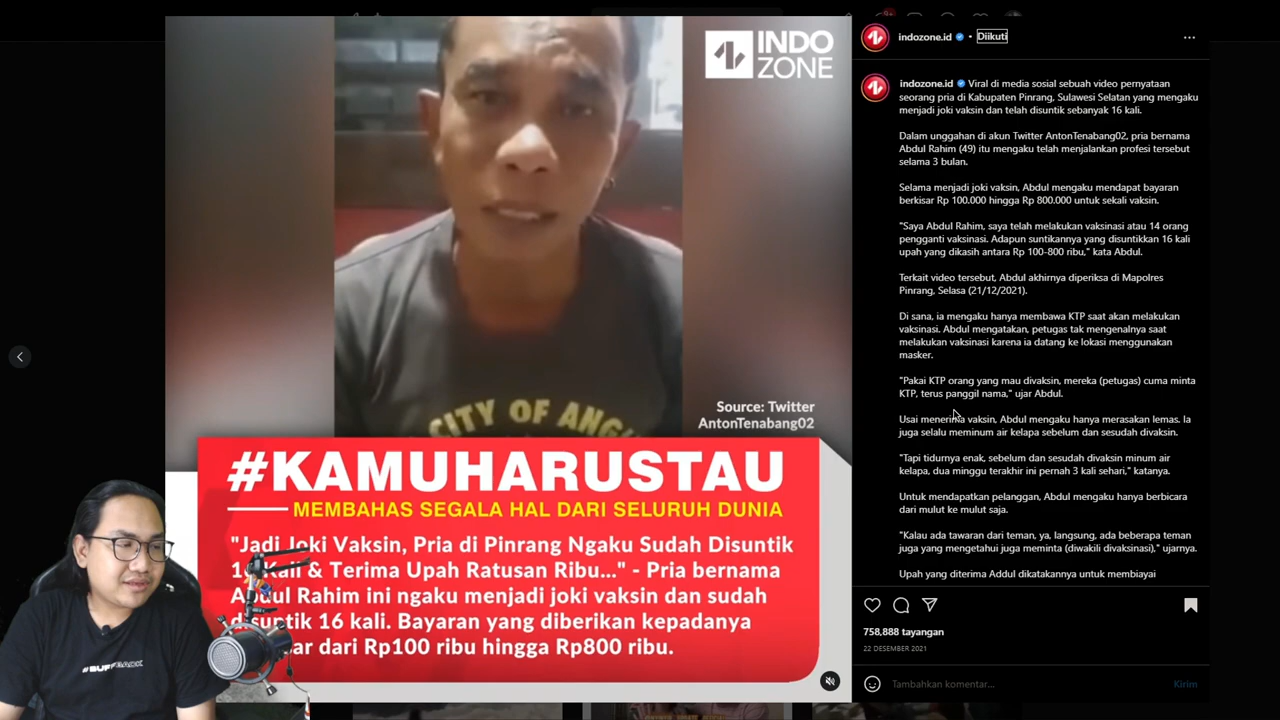 INDO
ZONE
Source: Twitter
AntonTenabang02
CITY OF
#KAMUHARUSTAU
MEMBAHAS SEGALA HAL DARI SELURUH DUNIA
"Jadi Joki Vaksin, Pria di Pinrang Ngaku Sudah Disuntik
Kali & Terima Upah Ratusan Ribu..." - Pria bernama
Abdul Rahim ini ngaku menjadi joki vaksin dan sudah
disuntik 16 kali. Bayaran yang diberikan kepadanya
dari Rp100 ribu hingga Rp800 ribu.
indozone.id • Diikuti
indozone.id Viral di media sosial sebuah video pernyataan
seorang pria di Kabupaten Pinrang, Sulawesi Selatan yang mengaku
menjadi joki vaksin dan telah disuntik sebanyak 16 kali.
Dalam unggahan di akun Twitter AntonTenabang02, pria bernama
Abdul Rahim (49) itu mengaku telah menjalankan profesi tersebut
selama 3 bulan.
Selama menjadi joki vaksin, Abdul mengaku mendapat bayaran
berkisar Rp 100.000 hingga Rp 800.000 untuk sekali vaksin.
"Saya Abdul Rahim, saya telah melakukan vaksinasi atau 14 orang
pengganti vaksinasi. Adapun suntikannya yang disuntikkan 16 kali
upah yang dikasih antara Rp 100-800 ribu," kata Abdul.
Terkait video tersebut, Abdul akhirnya diperiksa di Mapolres
Pinrang, Selasa (21/12/2021).
Di sana, ia mengaku hanya membawa KTP saat akan melakukan
vaksinasi. Abdul mengatakan, petugas tak mengenalnya saat
melakukan vaksinasi karena ia datang ke lokasi menggunakan
masker.
"Pakai KTP orang yang mau divaksin, mereka (petugas) cuma minta
KTP, terus panggil nama," ujar Abdul.
Usai menerima vaksin, Abdul mengaku hanya merasakan lemas. Ia
juga selalu meminum air kelapa sebelum dan sesudah divaksin.
"Tapi tidurnya enak, sebelum dan sesudah divaksin minum air
kelapa, dua minggu terakhir ini pernah 3 kali sehari," katanya.
Untuk mendapatkan pelanggan, Abdul mengaku hanya berbicara
dari mulut ke mulut saja.
"Kalau ada tawaran dari teman, ya, langsung, ada beberapa teman
juga yang mengetahui juga meminta (diwakili divaksinasi)," ujarnya.
Upah yang diterima Addul dikatakannya untuk membiayai
758,888 tayangan
22 DESEMBER 2021
Tambahkan komentar...
Kirim